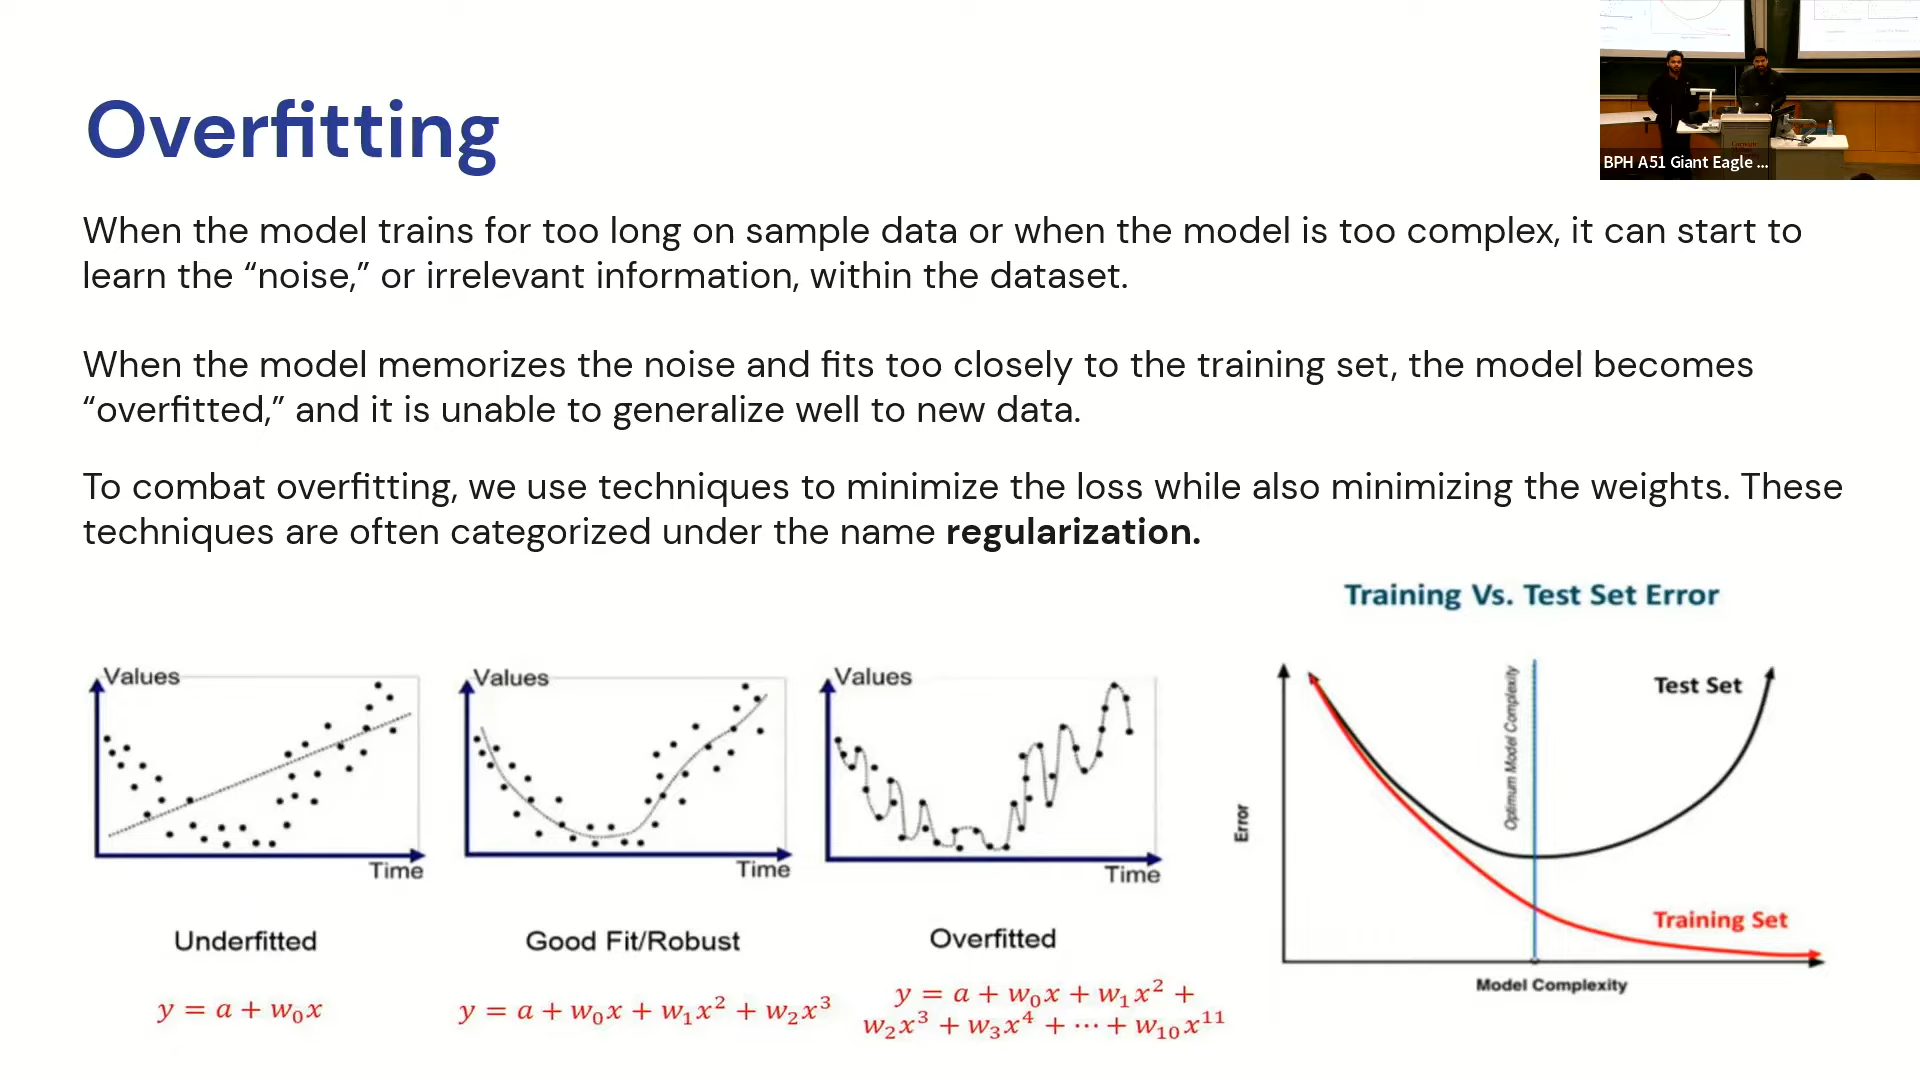 Overfitting
BPH A51 Giant Eagle ...
When the model trains for too long on sample data or when the model is too complex, it can start to
learn the “noise,” or irrelevant information, within the dataset.
When the model memorizes the noise and fits too closely to the training set, the model becomes
“overfitted,” and it is unable to generalize well to new data.
To combat overfitting, we use techniques to minimize the loss while also minimizing the weights. These
techniques are often categorized under the name regularization.
Values
Time
Underfitted
y = a + w₀x
Values
Time
Good Fit/Robust
y = a + w₀x + w₁x² + w₂x³
Values
Time
Overfitted
y = a + w₀x + w₁x² +
w₂x³ + w₃x⁴ + ⋯ + w₁₀x¹¹
Training Vs. Test Set Error
Optimum Model Complexity
Test Set
Error
Training Set
Model Complexity